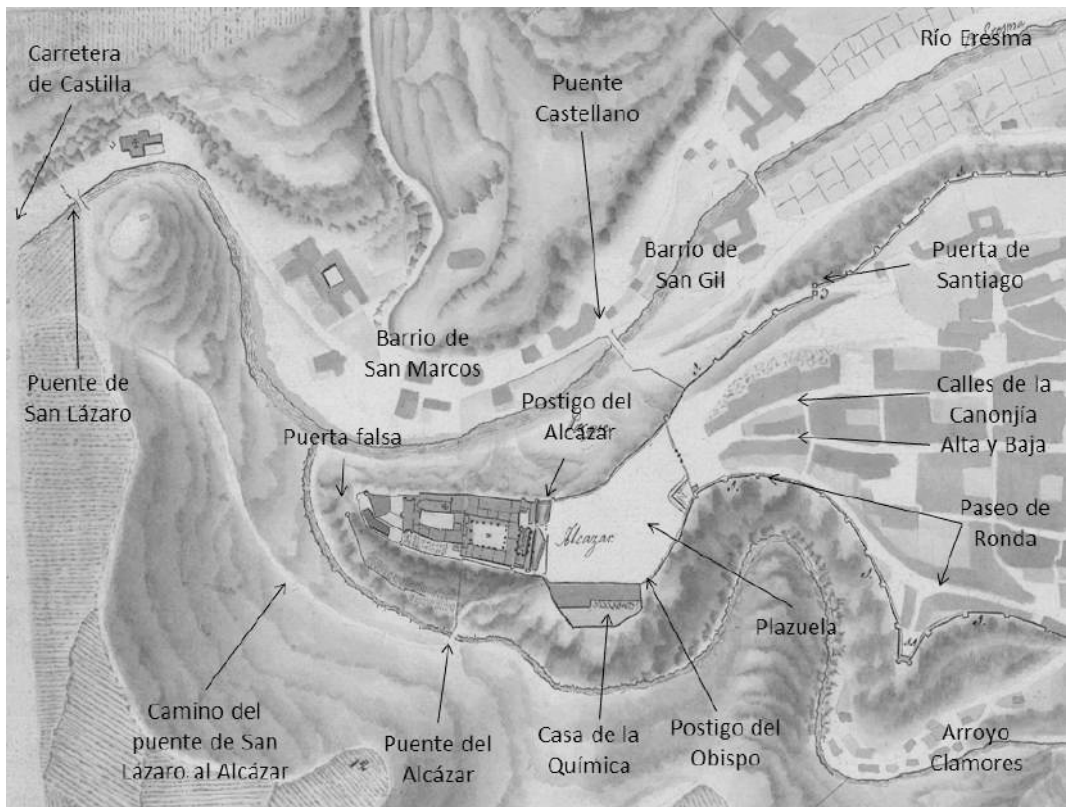 Carretera
de Castilla
Puente
Castellano
Río Eresma
Barrio de
San Gil
Puerta de
Santiago
Barrio de
San Marcos
Puente de
San Lázaro
Puerta falsa
Postigo del
Alcázar
Calles de la
Canonjía
Alta y Baja
Alcazar
Paseo de
Ronda
Plazuela
Camino del
puente de San
Lázaro al Alcázar
Puente del
Alcázar
Casa de la
Química
Postigo del
Obispo
Arroyo
Clamores